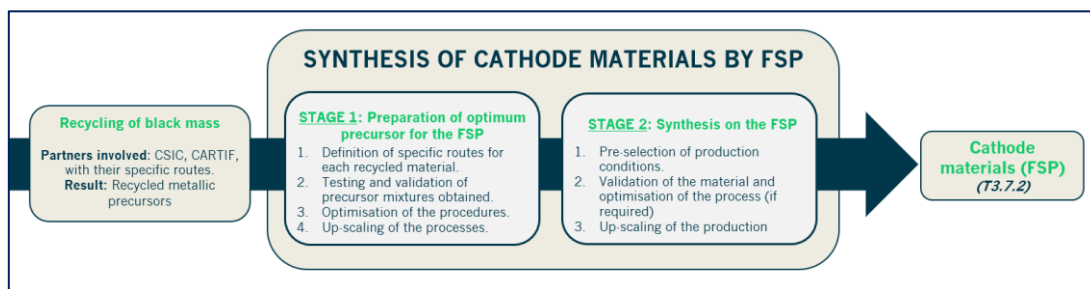 SYNTHESIS OF CATHODE MATERIALS BY FSP
Recycling of black mass
Partners involved: CSIC, CARTIF,
with their specific routes.
Result: Recycled metallic
precursors
STAGE 1: Preparation of optimum
precursor for the FSP
1. Definition of specific routes for
each recycled material.
2. Testing and validation of
precursor mixtures obtained.
3. Optimisation of the procedures.
4. Up-scaling of the processes.
STAGE 2: Synthesis on the FSP
1. Pre-selection of production
conditions.
2. Validation of the material and
optimisation of the process (if
required)
3. Up-scaling of the production
Cathode
materials (FSP)
(T3.7.2)